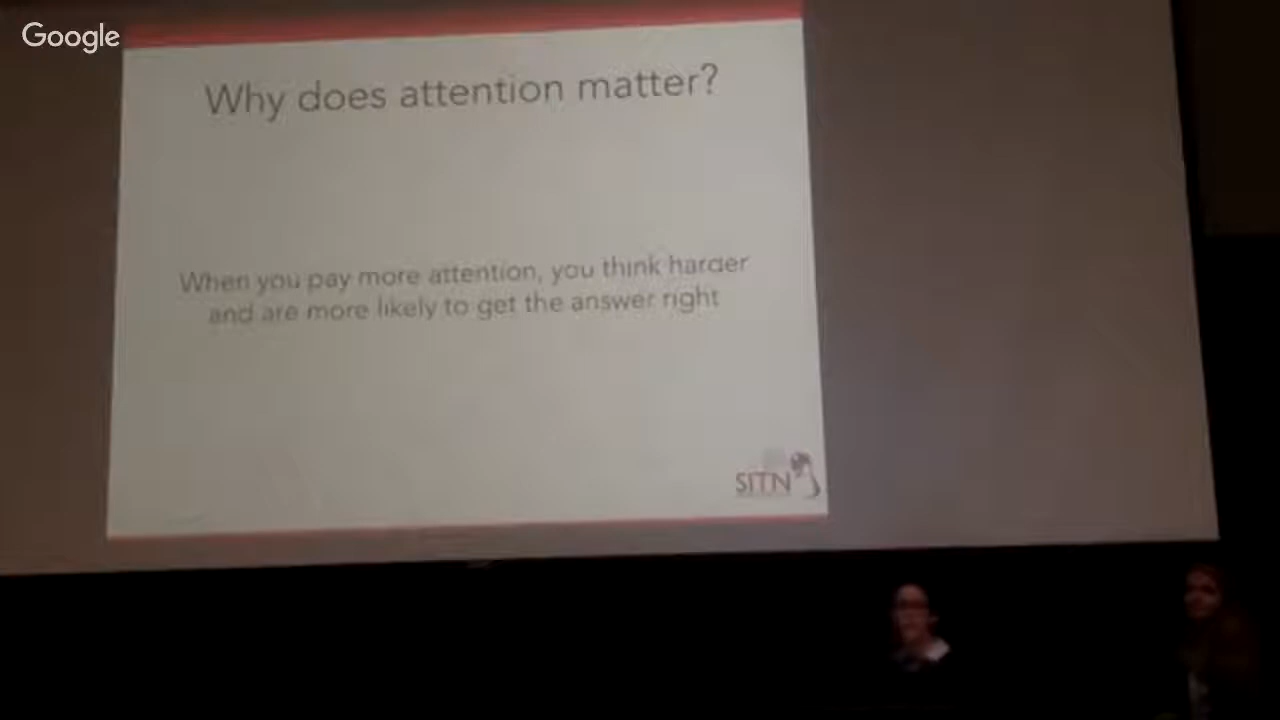 Google
Why does attention matter?
When you pay more attention, you think harder
and are more likely to get the answer right
SITN